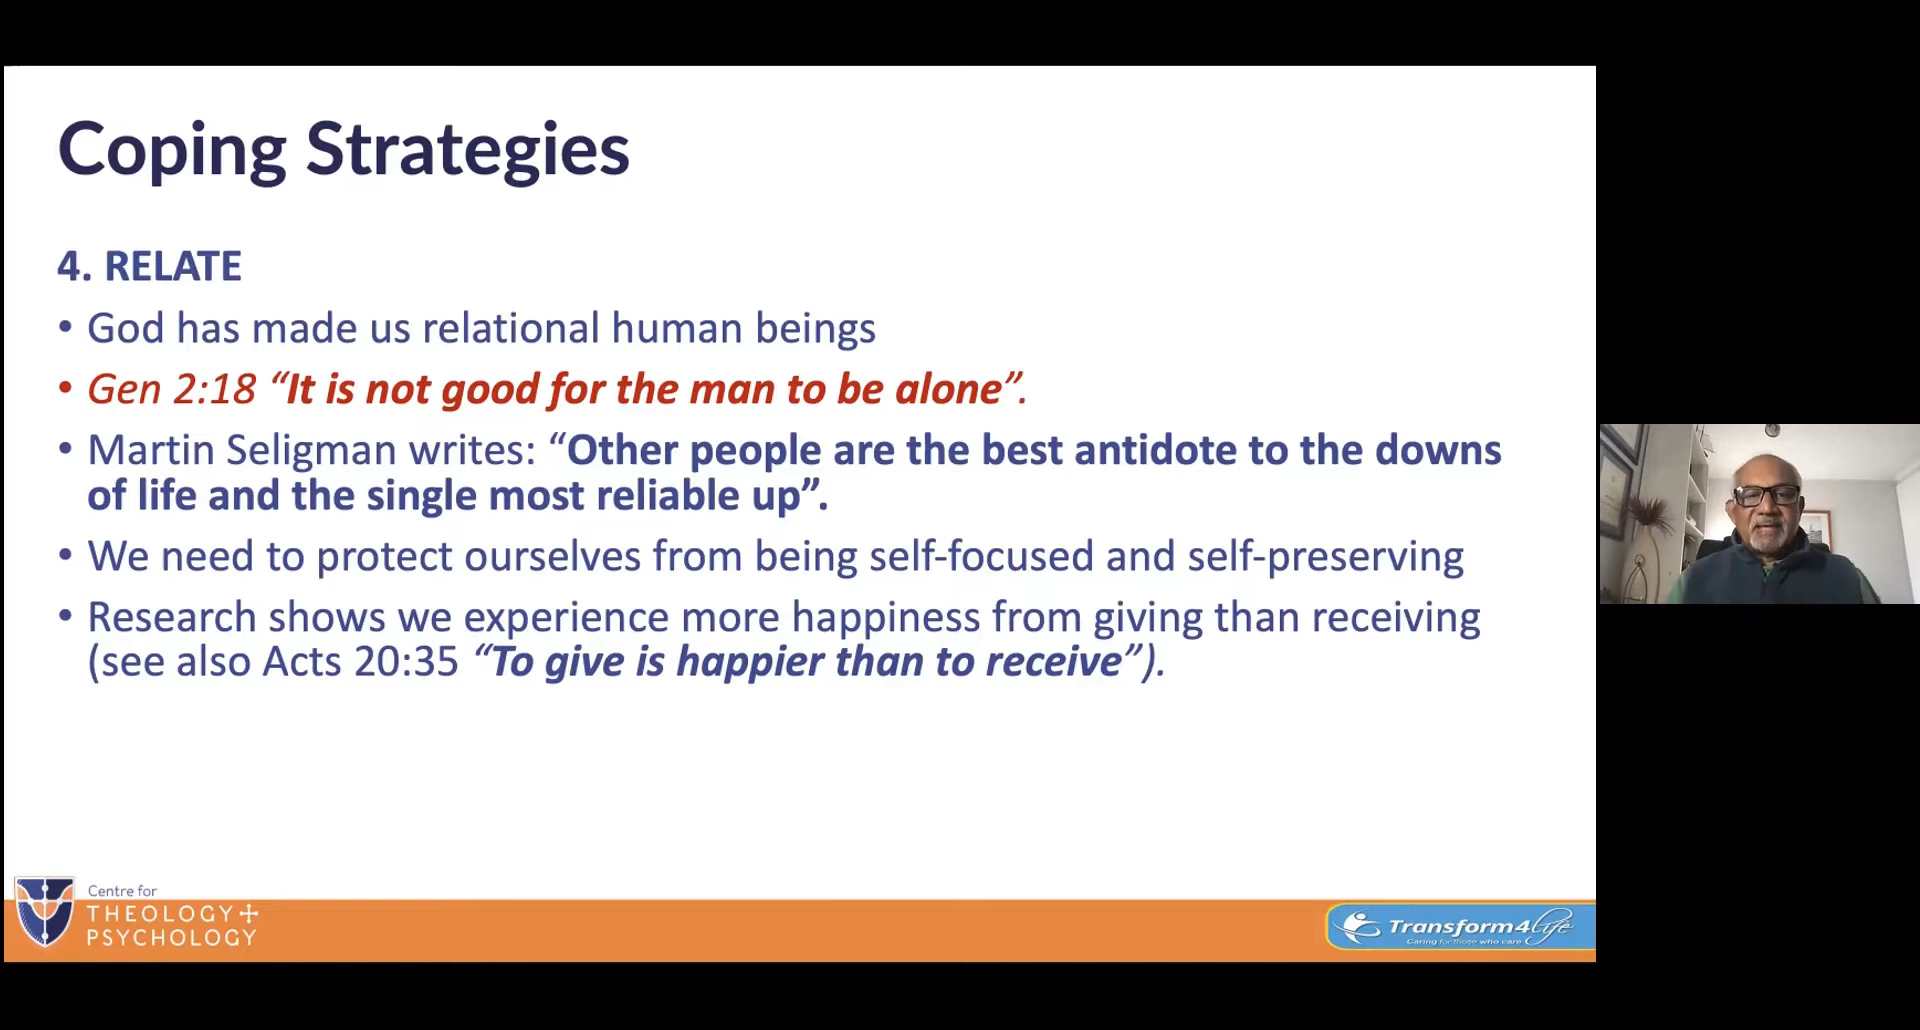 Coping Strategies
4. RELATE
• God has made us relational human beings
• Gen 2:18 “It is not good for the man to be alone”.
• Martin Seligman writes: “Other people are the best antidote to the downs
of life and the single most reliable up”.
• We need to protect ourselves from being self-focused and self-preserving
• Research shows we experience more happiness from giving than receiving
(see also Acts 20:35 “To give is happier than to receive”).
Centre for
THEOLOGY+
PSYCHOLOGY
Transform4life
Caring for those who care